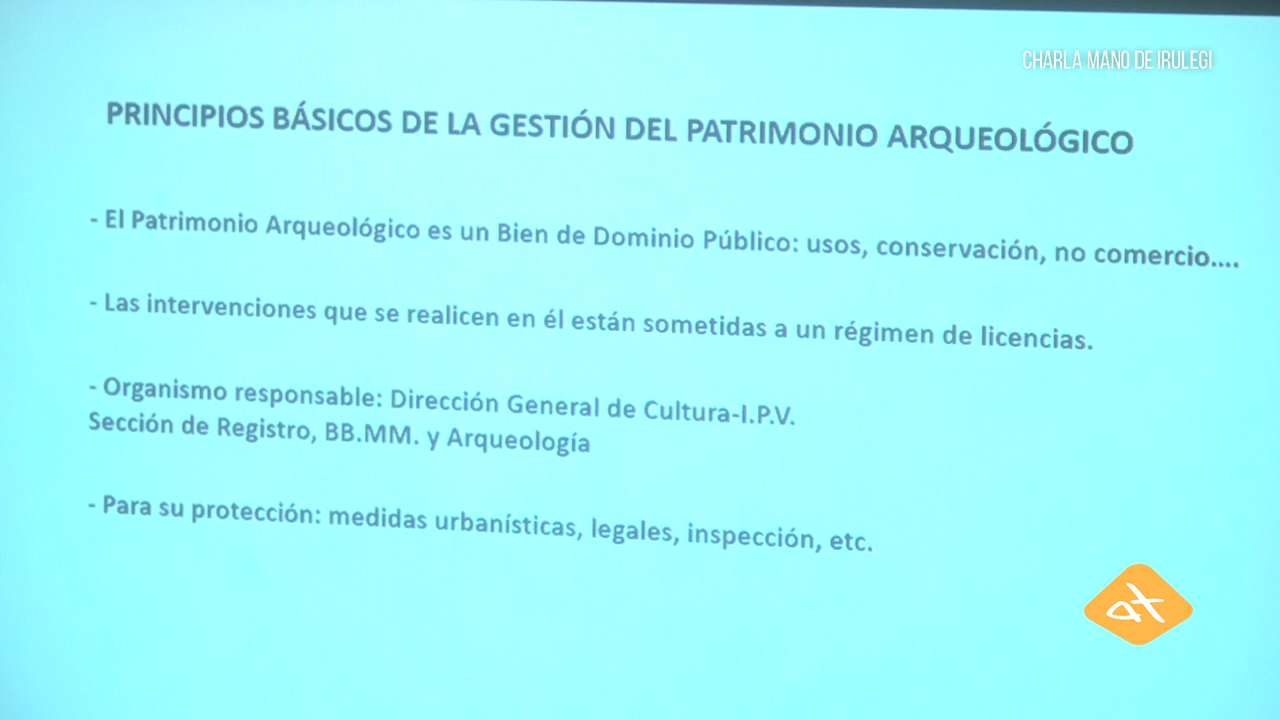 CHARLA MANO DE IRULEGI
PRINCIPIOS BÁSICOS DE LA GESTIÓN DEL PATRIMONIO ARQUEOLÓGICO
- El Patrimonio Arqueológico es un Bien de Dominio Público: usos, conservación, no comercio....
- Las intervenciones que se realicen en él están sometidas a un régimen de licencias.
- Organismo responsable: Dirección General de Cultura-I.P.V.
Sección de Registro, BB.MM. y Arqueología
- Para su protección: medidas urbanísticas, legales, inspección, etc.